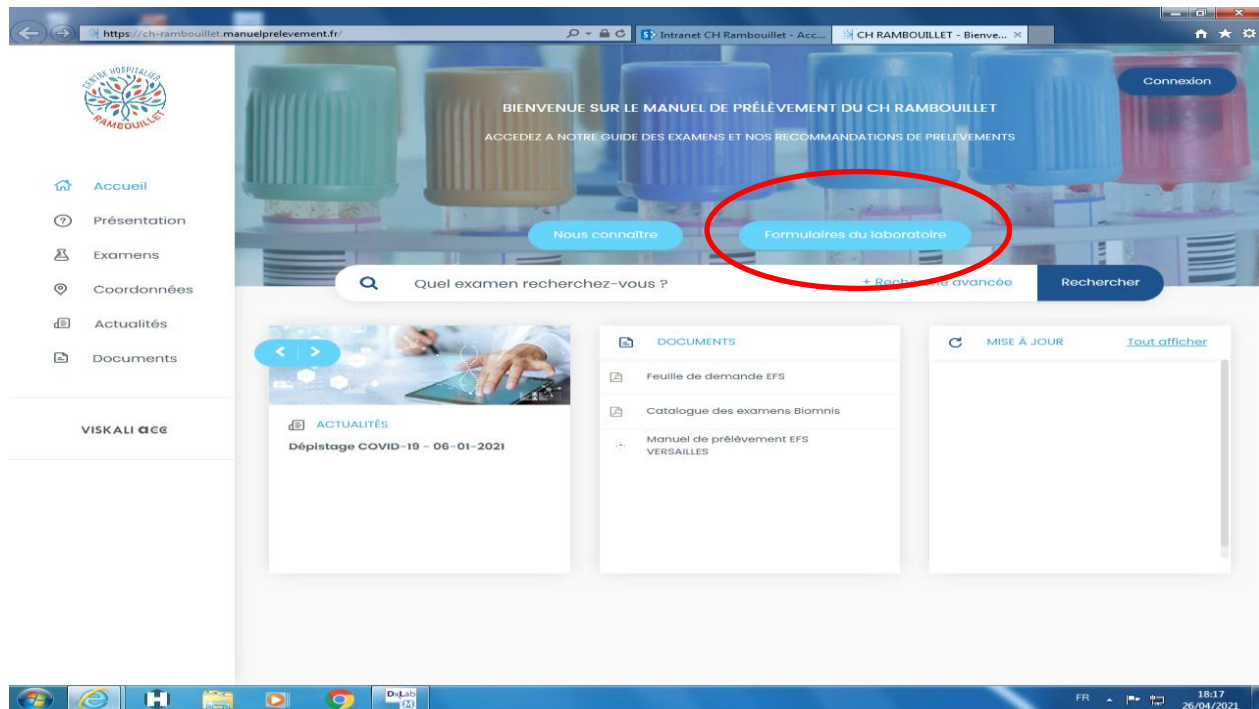 https://ch-rambouillet.manuelprelevement.fr/
Intranet CH Rambouillet - Acc...
CH RAMBOUILLET - Bienve...
CENTRE HOSPITALIER
RAMBOUILLET
Connexion
BIENVENUE SUR LE MANUEL DE PRÉLÈVEMENT DU CH RAMBOUILLET
ACCEDEZ A NOTRE GUIDE DES EXAMENS ET NOS RECOMMANDATIONS DE PRELEVEMENTS
Accueil
Présentation
Examens
Coordonnées
Actualités
Documents
VISKALI acc
Nous connaître
Formulaires du laboratoire
Quel examen recherchez-vous ?
+ Recherche avancée
Rechercher
ACTUALITÉS
Dépistage COVID-19 - 06-01-2021
DOCUMENTS
Feuille de demande EFS
Catalogue des examens Biomnis
Manuel de prélèvement EFS
VERSAILLES
MISE À JOUR
Tout afficher
DxLab
FR
18:17
26/04/2021